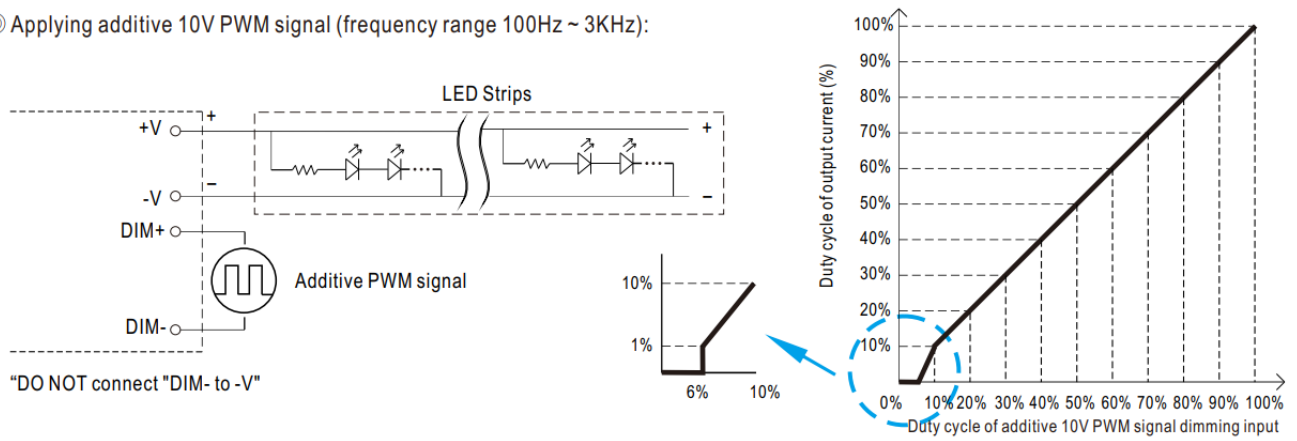 Applying additive 10V PWM signal (frequency range 100Hz ~ 3KHz):
LED Strips
+V
+
+
-V
–
–
DIM+
Additive PWM signal
DIM-
"DO NOT connect "DIM- to -V"
10%
1%
6% 10%
Duty cycle of output current (%)
100%
90%
80%
70%
60%
50%
40%
30%
20%
10%
0% 10% 20% 30% 40% 50% 60% 70% 80% 90% 100%
Duty cycle of additive 10V PWM signal dimming input